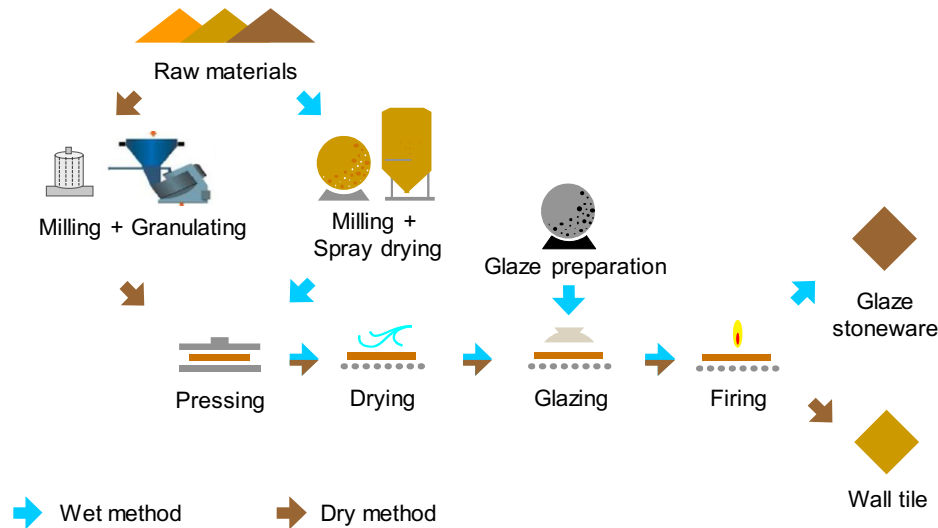 Raw materials
Milling + Granulating
Milling +
Spray drying
Glaze preparation
Glaze
stoneware
Pressing
Drying
Glazing
Firing
Wall tile
Wet method
Dry method